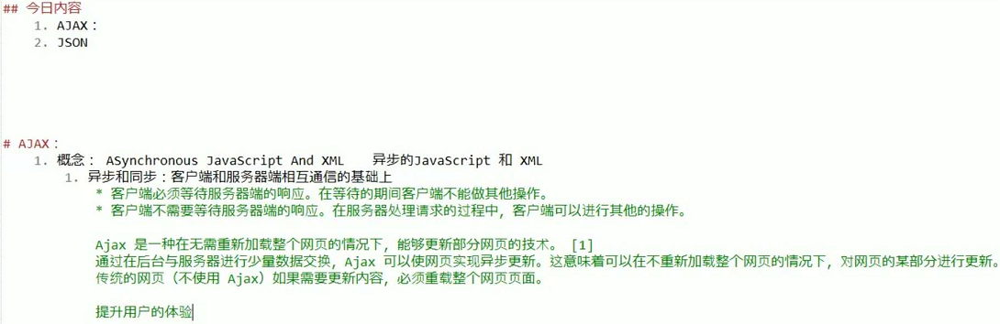 ## 今日内容
1. AJAX：
2. JSON
# AJAX：
1. 概念： ASynchronous JavaScript And XML 异步的JavaScript 和 XML
1. 异步和同步：客户端和服务器端相互通信的基础上
* 客户端必须等待服务器端的响应。在等待的期间客户端不能做其他操作。
* 客户端不需要等待服务器端的响应。在服务器处理请求的过程中，客户端可以进行其他的操作。
Ajax 是一种在无需重新加载整个网页的情况下，能够更新部分网页的技术。 [1]
通过在后台与服务器进行少量数据交换，Ajax 可以使网页实现异步更新。这意味着可以在不重新加载整个网页的情况下，对网页的某部分进行更新。
传统的网页（不使用 Ajax）如果需要更新内容，必须重载整个网页页面。
提升用户的体验